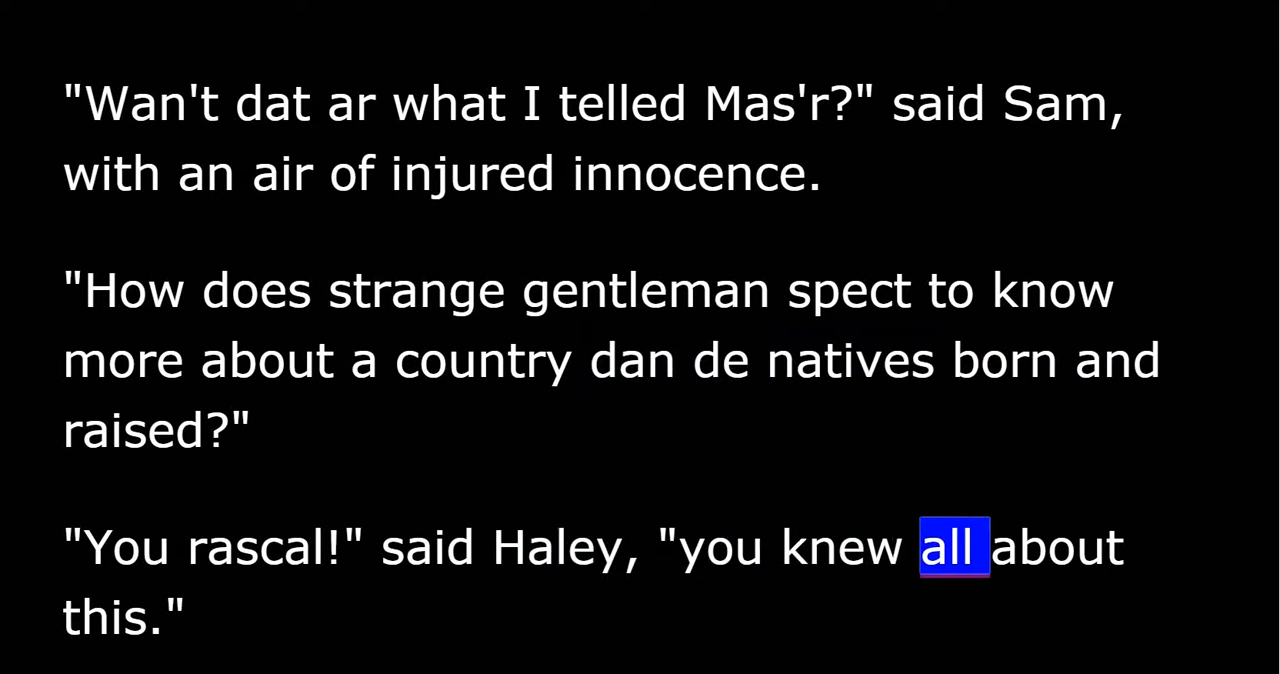 "Wan't dat ar what I telled Mas'r?" said Sam,
with an air of injured innocence.
"How does strange gentleman spect to know
more about a country dan de natives born and
raised?"
"You rascal!" said Haley, "you knew all about
this."